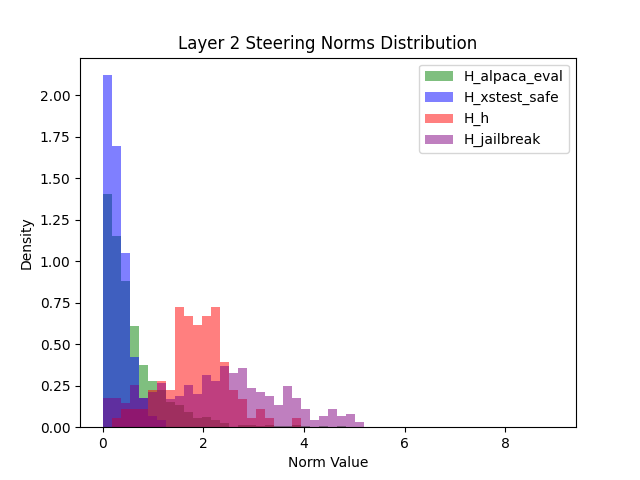 Layer 2 Steering Norms Distribution
H_alpaca_eval
H_xstest_safe
H_h
H_jailbreak
2.00
1.75
1.50
1.25
1.00
0.75
0.50
0.25
0.00
Density
0 2 4 6 8
Norm Value